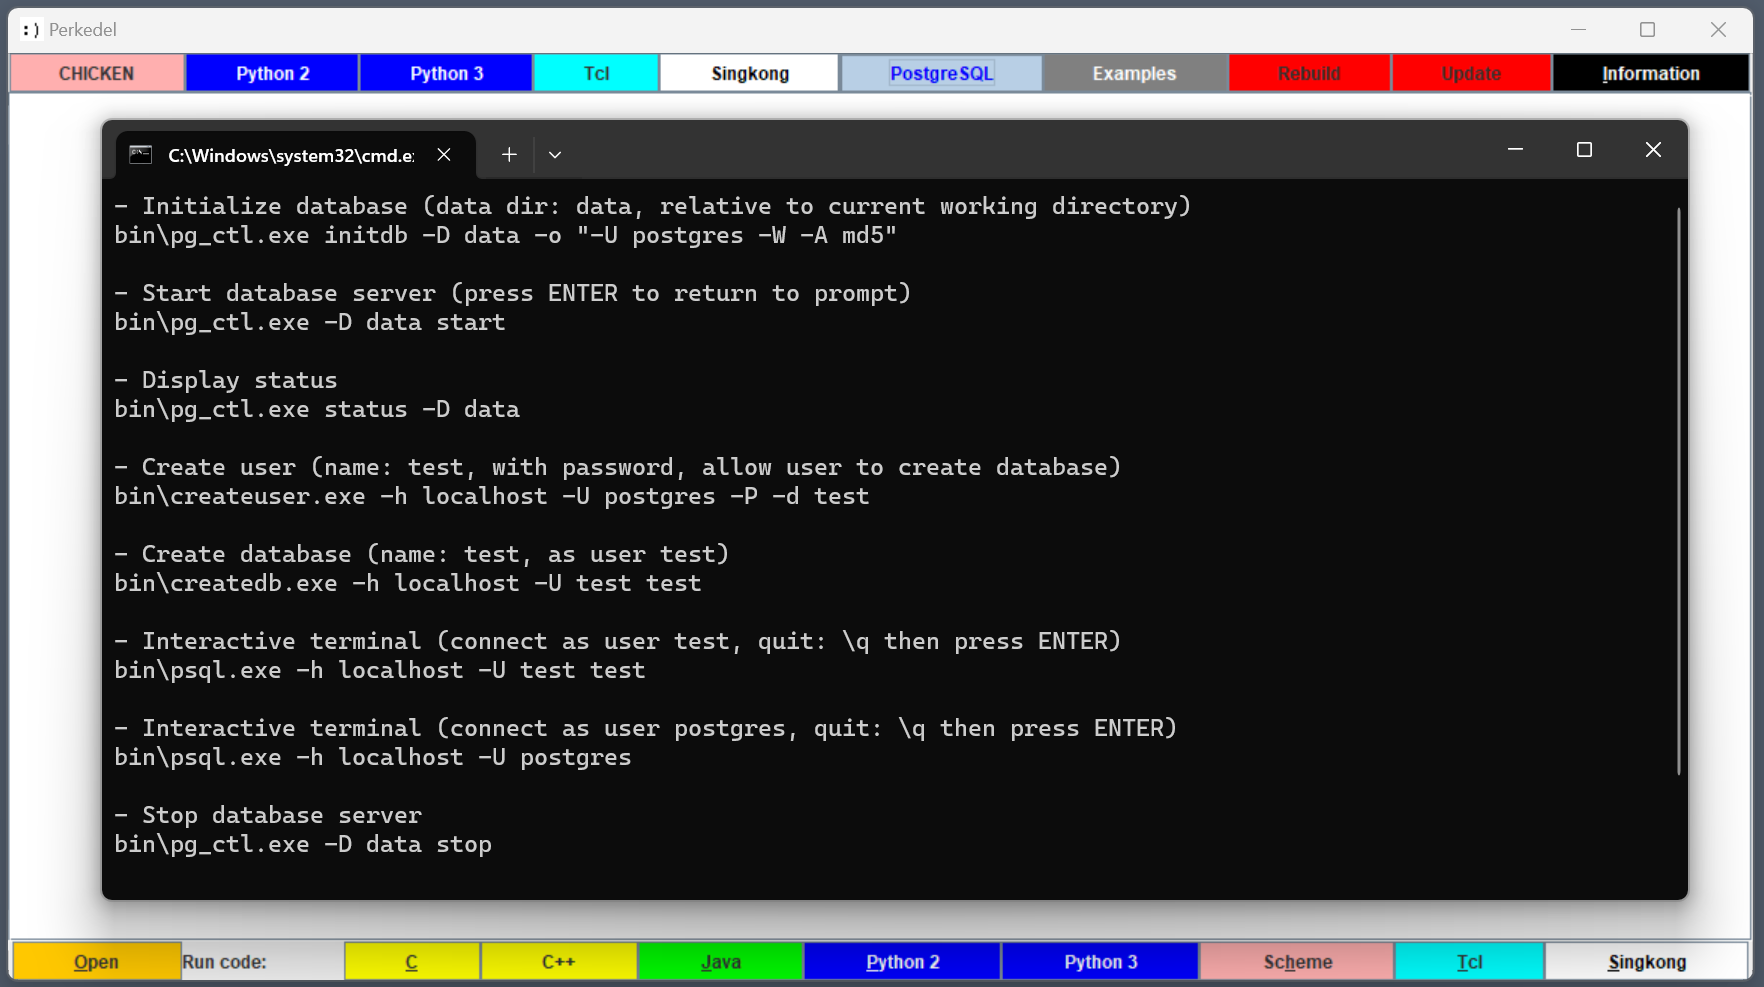 :) Perkedel
CHICKEN Python 2 Python 3 Tcl Singkong PostgreSQL Examples Rebuild Update Information
C:\Windows\system32\cmd.e
- Initialize database (data dir: data, relative to current working directory)
bin\pg_ctl.exe initdb -D data -o "-U postgres -W -A md5"
- Start database server (press ENTER to return to prompt)
bin\pg_ctl.exe -D data start
- Display status
bin\pg_ctl.exe status -D data
- Create user (name: test, with password, allow user to create database)
bin\createuser.exe -h localhost -U postgres -P -d test
- Create database (name: test, as user test)
bin\createdb.exe -h localhost -U test test
- Interactive terminal (connect as user test, quit: \q then press ENTER)
bin\psql.exe -h localhost -U test test
- Interactive terminal (connect as user postgres, quit: \q then press ENTER)
bin\psql.exe -h localhost -U postgres
- Stop database server
bin\pg_ctl.exe -D data stop
Open Run code: C C++ Java Python 2 Python 3 Scheme Tcl Singkong